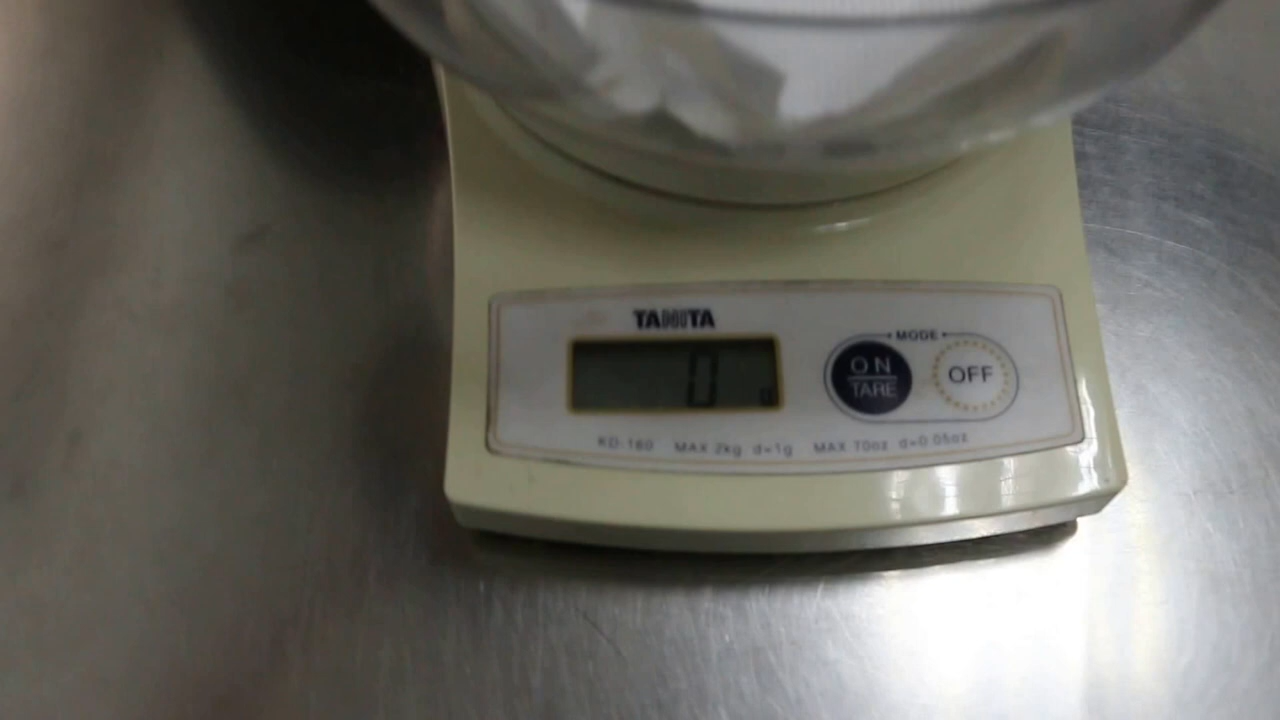 TANITA
0 g
MODE
ON
TARE
OFF
KD-160 MAX 2kg d=1g MAX 70oz d=0.05oz